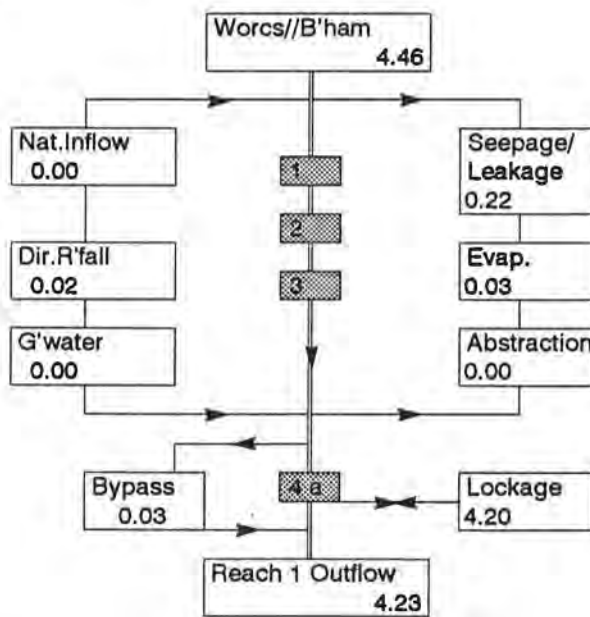 Worcs//B'ham
4.46
Nat.Inflow
0.00
Seepage/
Leakage
0.22
1
2
Dir.R'fall
0.02
Evap.
0.03
3
G'water
0.00
Abstraction
0.00
Bypass
0.03
4 a
Lockage
4.20
Reach 1 Outflow
4.23